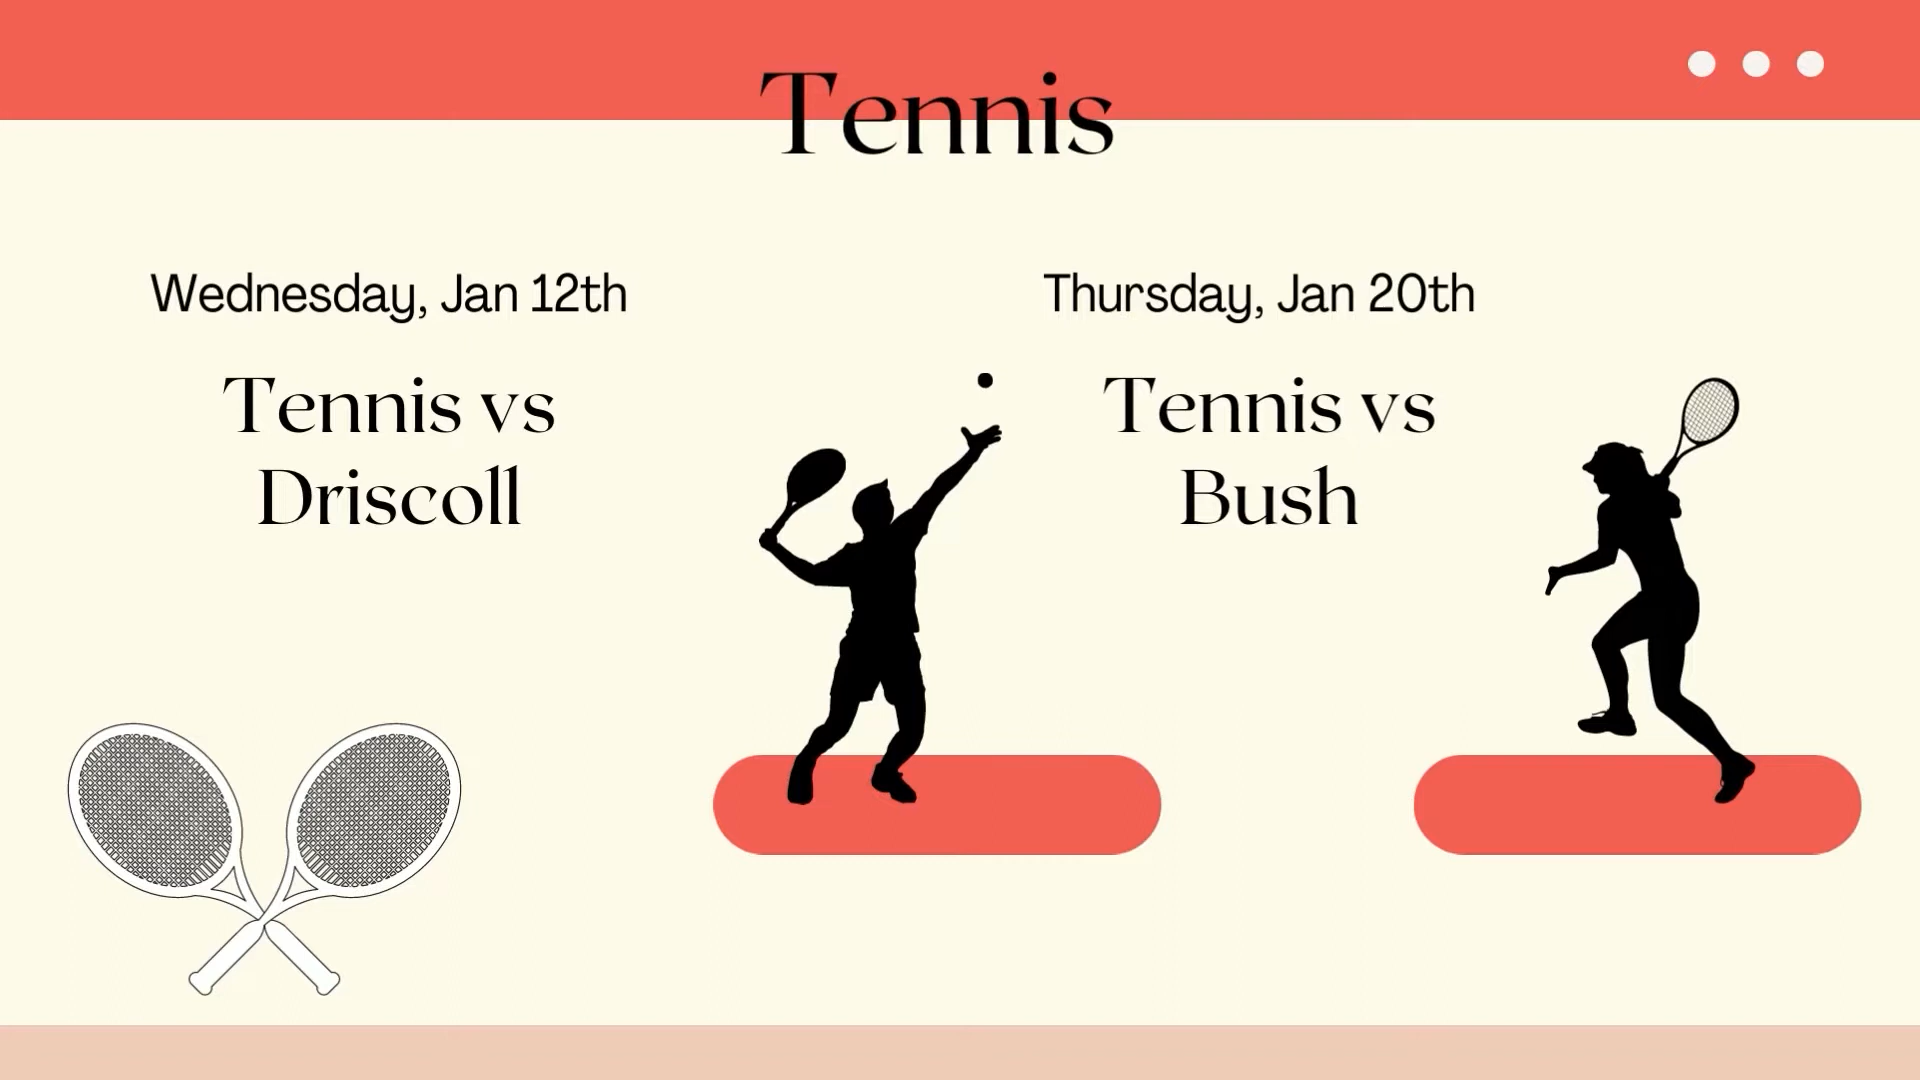 Tennis
Wednesday, Jan 12th
Tennis vs
Driscoll
Thursday, Jan 20th
Tennis vs
Bush